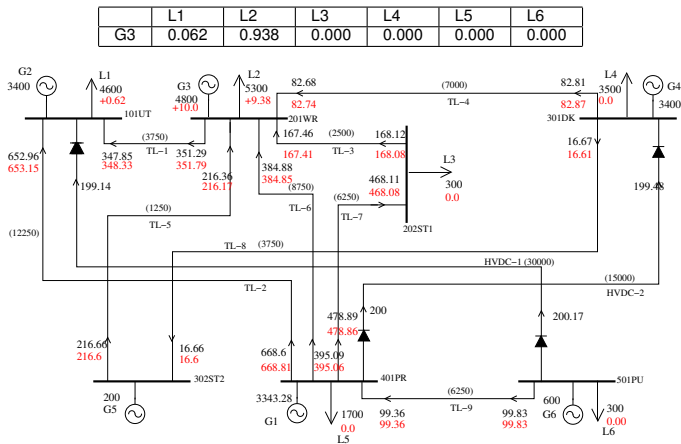 L1 L2 L3 L4 L5 L6
G3 0.062 0.938 0.000 0.000 0.000 0.000
G2
3400
L1
4600
+0.62
101UT
G3
4800
+10.0
L2
5300
+9.38
201WR
82.68
82.74
(7000)
TL−4
82.81
82.87
L4
3500
0.0
301DK
G4
3400
652.96
653.15
347.85
348.33
(3750)
TL−1
351.29
351.79
167.46
167.41
(2500)
TL−3
168.12
168.08
16.67
16.61
199.14
216.36
216.17
384.88
384.85
(8750)
TL−6
468.11
468.08
(6250)
TL−7
L3
300
0.0
202ST1
199.48
(12250)
(1250)
TL−5
TL−8 (3750)
HVDC−1 (30000)
(15000)
HVDC−2
TL−2
216.66
216.6
16.66
16.6
302ST2
200
G5
668.6
668.81
395.09
395.06
478.89
478.86
200
200.17
401PR
3343.28
G1
1700
0.0
L5
99.36
99.36
(6250)
TL−9
99.83
99.83
501PU
600
G6
300
0.00
L6